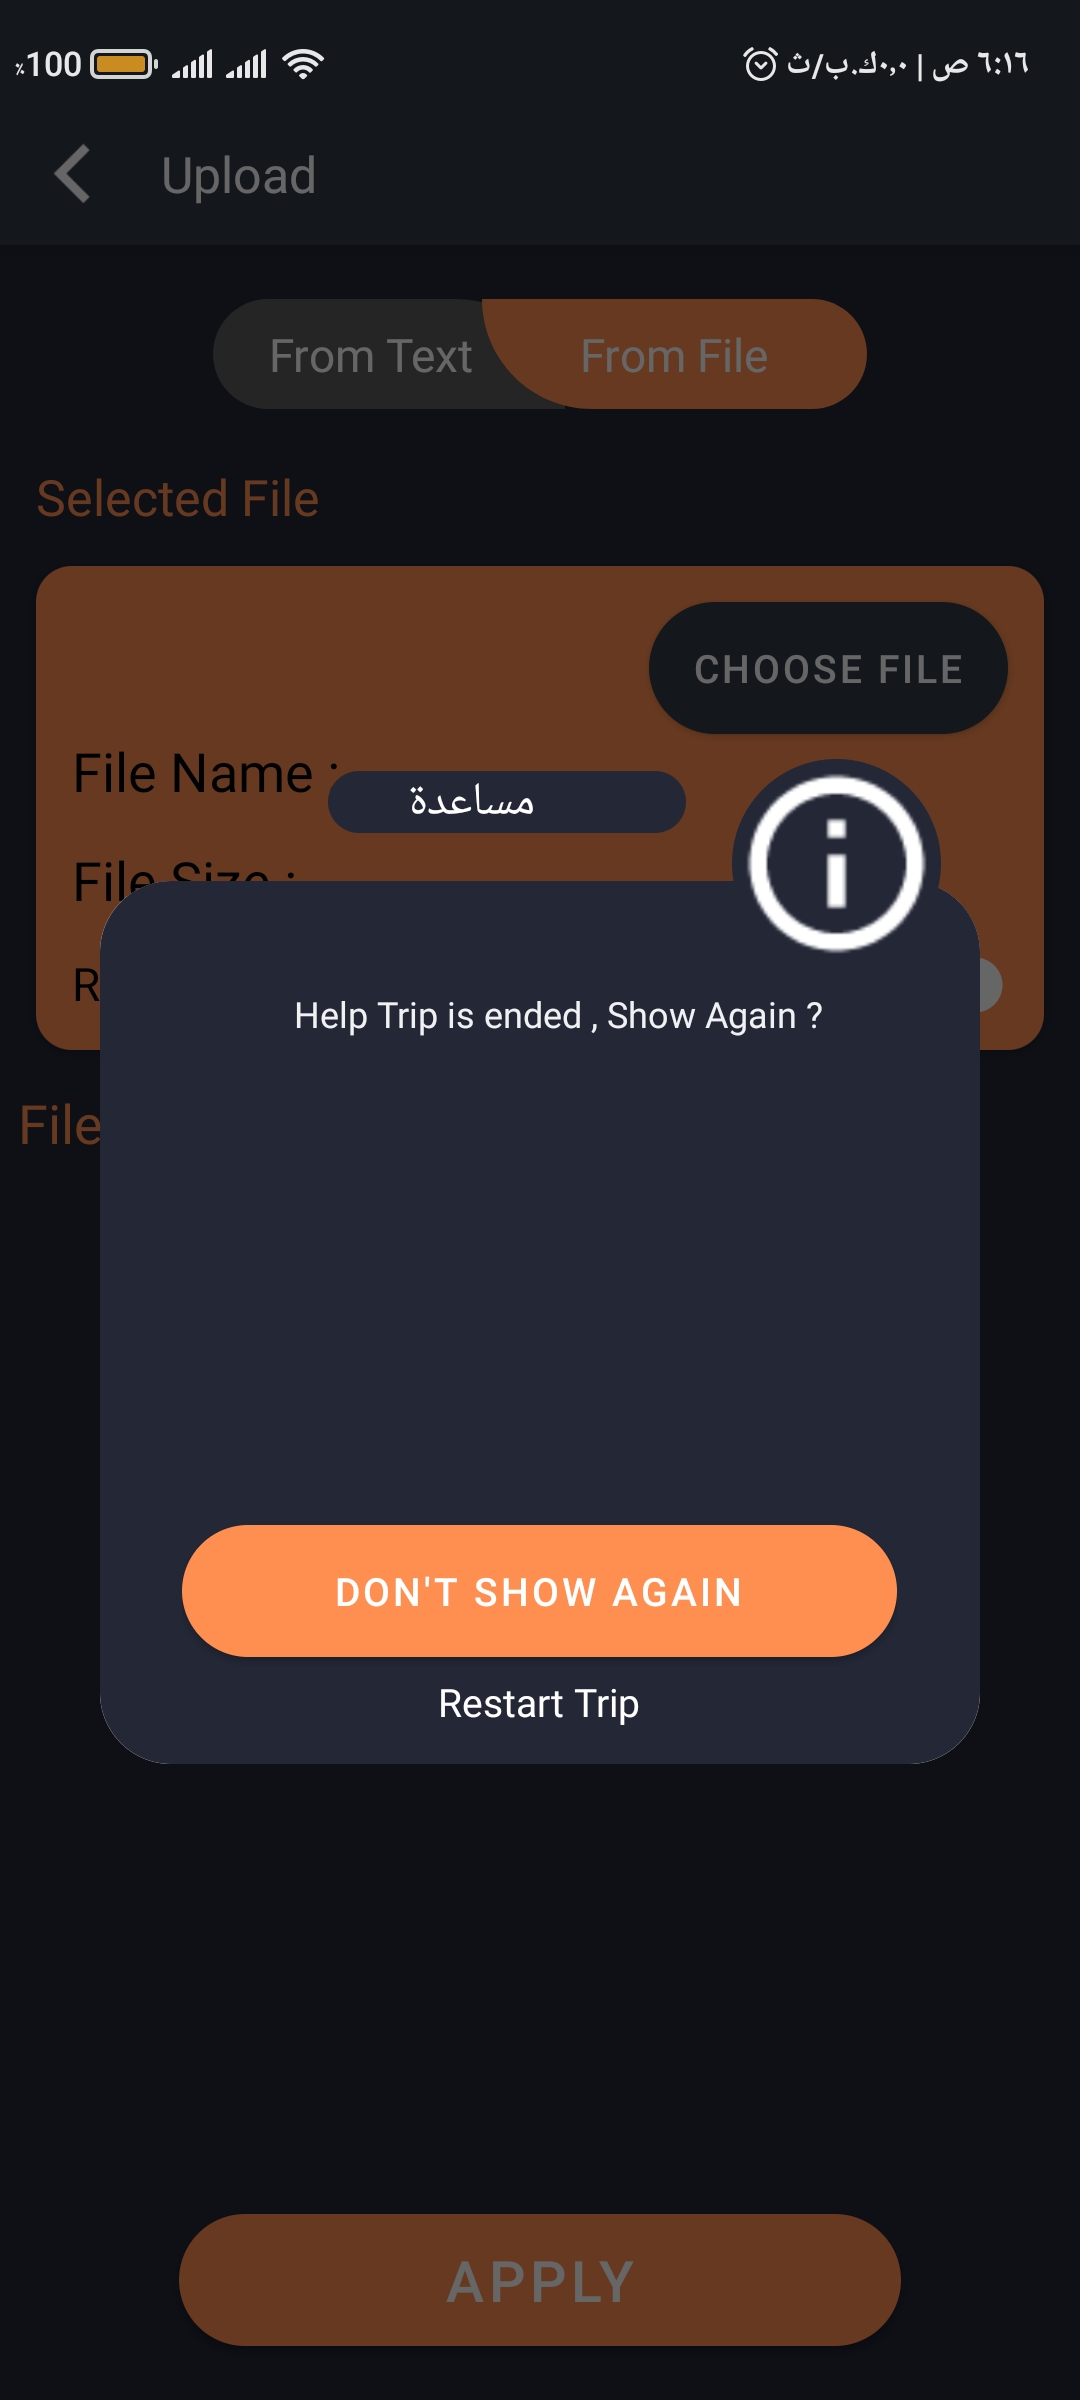 ٪100 ٠,٠ك.ب/ث | ٦:١٦ ص
Upload
From Text From File
Selected File
CHOOSE FILE
File Name :
مساعدة
File Size :
R
Help Trip is ended , Show Again ?
File
DON'T SHOW AGAIN
Restart Trip
APPLY